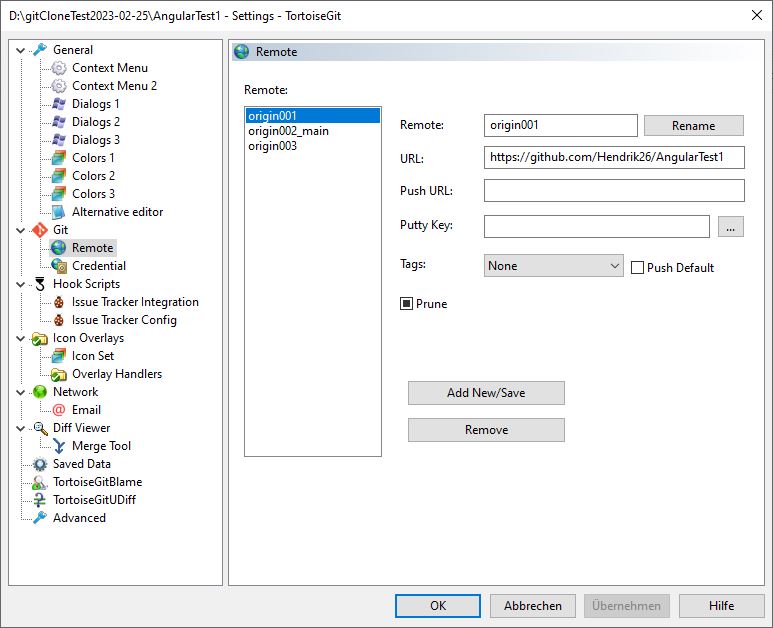 D:\gitCloneTest2023-02-25\AngularTest1 - Settings - TortoiseGit
General
Context Menu
Context Menu 2
Dialogs 1
Dialogs 2
Dialogs 3
Colors 1
Colors 2
Colors 3
Alternative editor
Git
Remote
Credential
Hook Scripts
Issue Tracker Integration
Issue Tracker Config
Icon Overlays
Icon Set
Overlay Handlers
Network
Email
Diff Viewer
Merge Tool
Saved Data
TortoiseGitBlame
TortoiseGitUDiff
Advanced
Remote
Remote:
origin001
origin002_main
origin003
Remote: origin001 Rename
URL: https://github.com/Hendrik26/AngularTest1
Push URL:
Putty Key: ...
Tags: None Push Default
Prune
Add New/Save
Remove
OK Abbrechen Übernehmen Hilfe